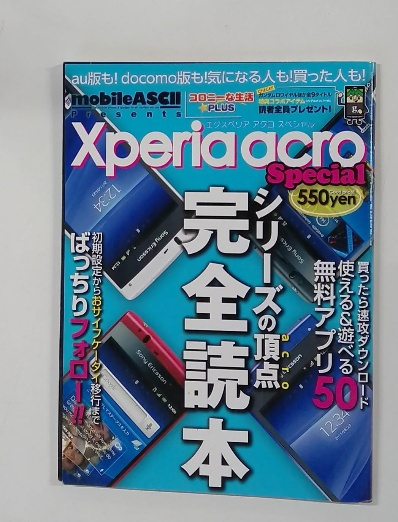 au版も! docomo版も!気になる人も!買った人も!
mobileASCII
Presents
コロニーな生活
PLUS
読者全員プレゼント!
エクスペリア アクロ スペシャル
Xperia acro
Special
550yen
シリーズの頂点
acro
完全読本
買ったら速攻ダウンロード
使える&遊べる
無料アプリ50
初期設定からおサイフケータイ移行まで
ばっちりフォロー!!
12:34
Sony Ericsson
Sony Ericsson
Sony Ericsson
12:34